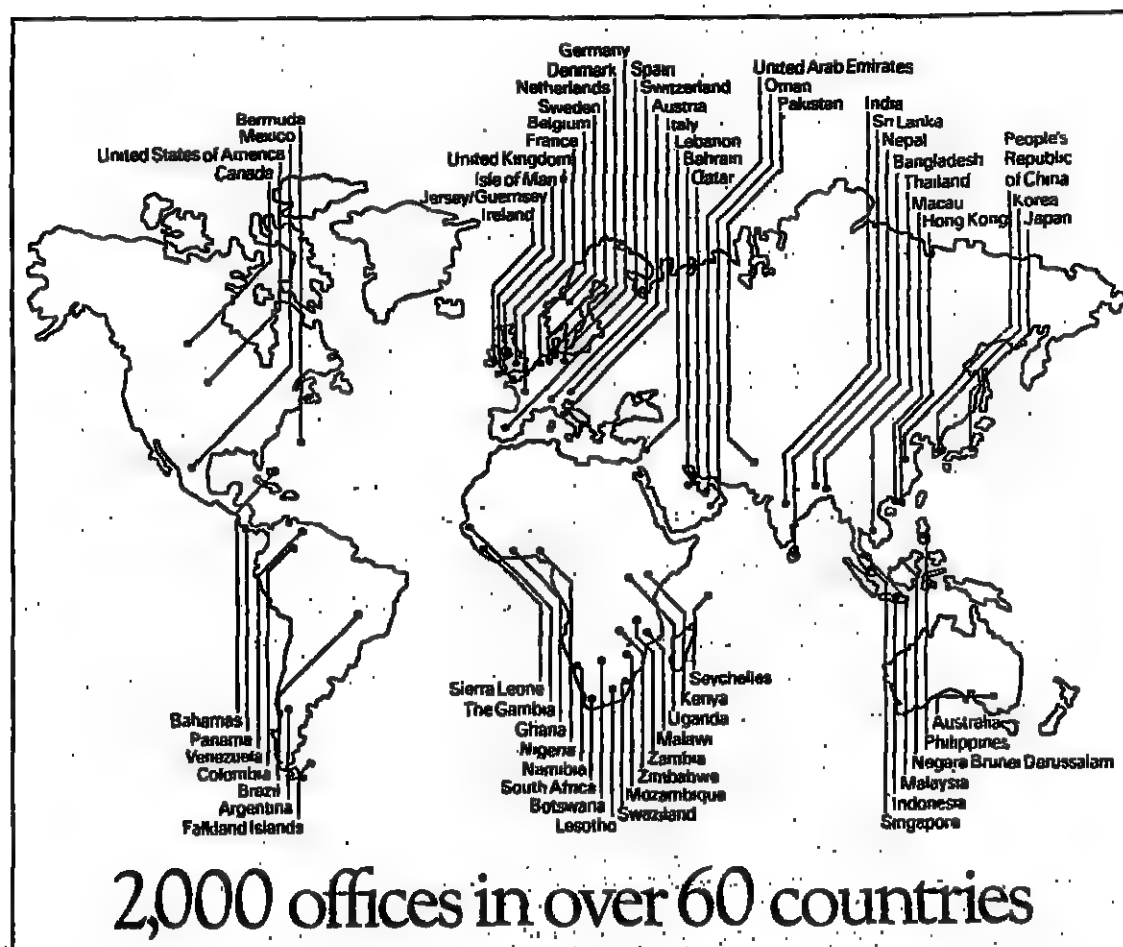 Bermuda
Mexico
United States of America
Canada
Germany
Denmark
Netherlands
Sweden
Belgium
France
United Kingdom
Isle of Man
Jersey/Guernsey
Ireland
Spain
Switzerland
Austria
Italy
Lebanon
Bahrain
Qatar
United Arab Emirates
Oman
Pakistan
India
Sri Lanka
Nepal
Bangladesh
Thailand
Macau
Hong Kong
People's
Republic
of China
Korea
Japan
Bahamas
Panama
Venezuela
Colombia
Brazil
Argentina
Falkland Islands
Sierra Leone
The Gambia
Ghana
Nigeria
Namibia
South Africa
Botswana
Lesotho
Swaziland
Mozambique
Zimbabwe
Zambia
Malawi
Uganda
Kenya
Seychelles
Australia
Philippines
Negara Brunei Darussalam
Malaysia
Indonesia
Singapore
2,000 offices in over 60 countries